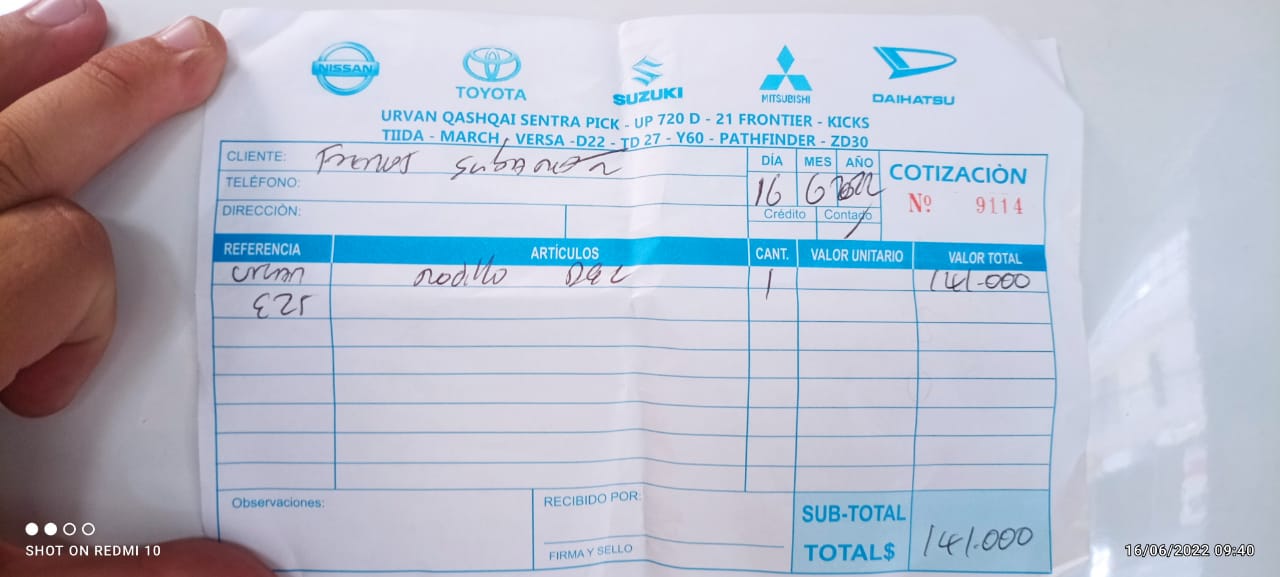 NISSAN TOYOTA SUZUKI MITSUBISHI DAIHATSU
URVAN QASHQAI SENTRA PICK - UP 720 D - 21 FRONTIER - KICKS
TIIDA - MARCH, VERSA -D22 - TD 27 - Y60 - PATHFINDER - ZD30
CLIENTE: Frenos
TELÉFONO:
DIRECCIÒN:
DÍA MES AÑO
16 6 2022
Crédito Contado
COTIZACIÒN
Nº 9114
REFERENCIA ARTÍCULOS CANT. VALOR UNITARIO VALOR TOTAL
urvan rodillo Del 1 141.000
Observaciones:
RECIBIDO POR:
FIRMA Y SELLO
SUB-TOTAL
TOTAL$ 141.000
SHOT ON REDMI 10
16/06/2022 09:40